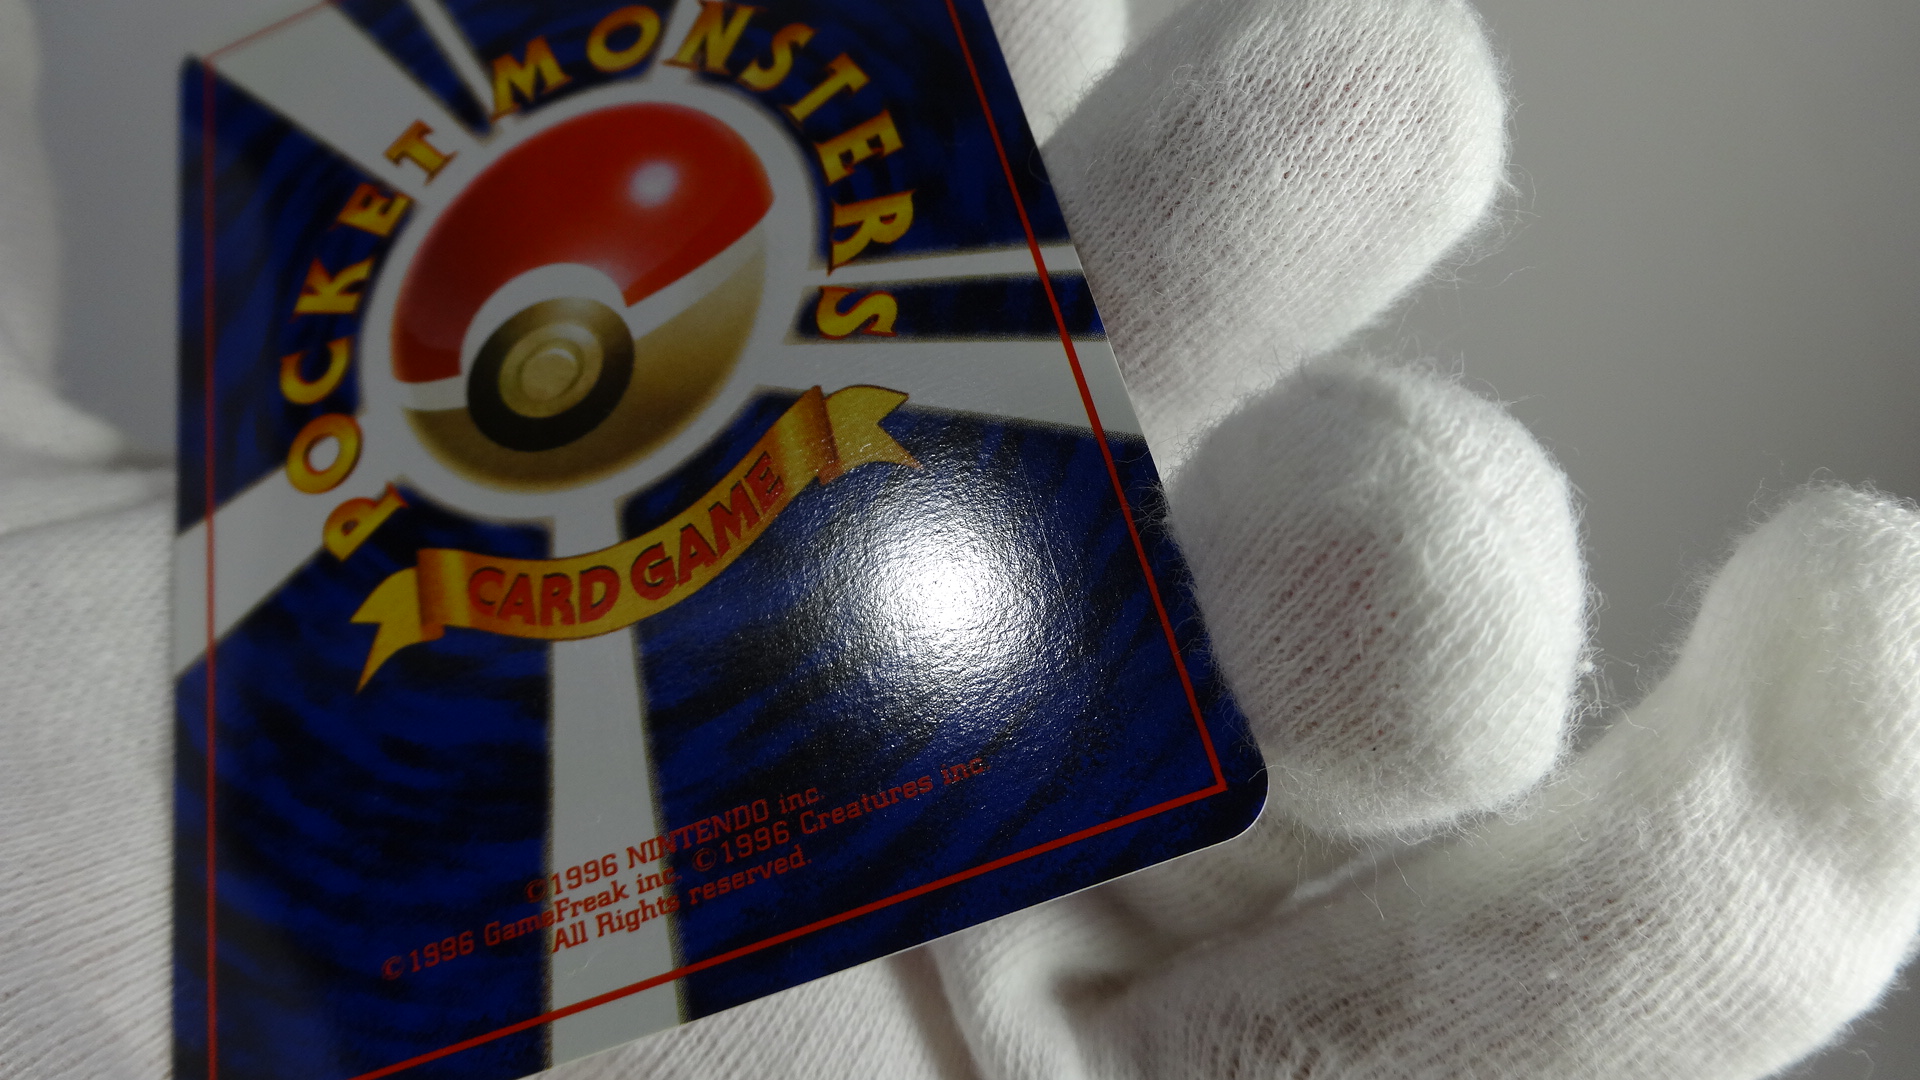 POCKET MONSTERS
CARD GAME
©1996 NINTENDO inc.
©1996 GameFreak inc. ©1996 Creatures inc.
All Rights reserved.